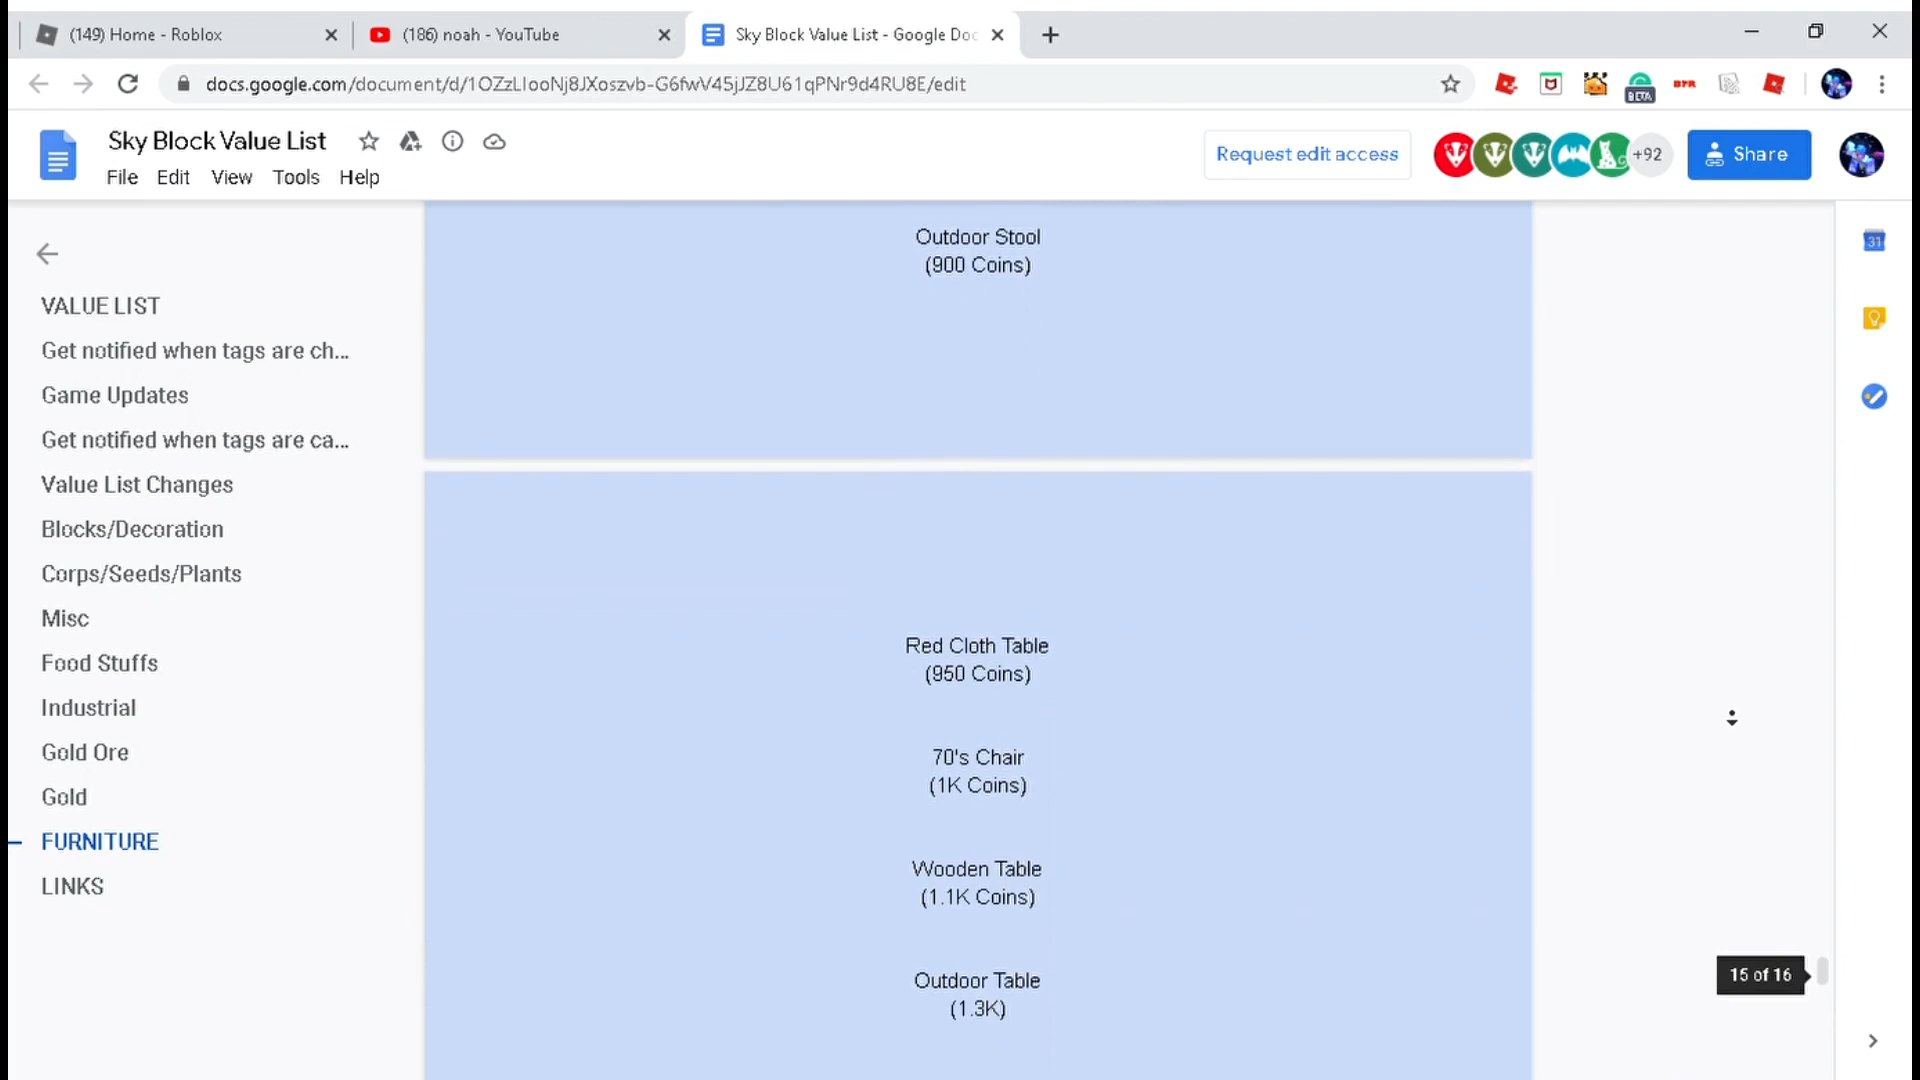 (149) Home - Roblox
(186) noah - YouTube
Sky Block Value List - Google Doc
docs.google.com/document/d/1OZzLIooNj8JXoszvb-G6fwV45jJZ8U61qPNr9d4RU8E/edit
BETA
BTR
Sky Block Value List
File Edit View Tools Help
Request edit access
+92
Share
31
VALUE LIST
Get notified when tags are ch...
Game Updates
Get notified when tags are ca...
Value List Changes
Blocks/Decoration
Corps/Seeds/Plants
Misc
Food Stuffs
Industrial
Gold Ore
Gold
FURNITURE
LINKS
Outdoor Stool
(900 Coins)
Red Cloth Table
(950 Coins)
70's Chair
(1K Coins)
Wooden Table
(1.1K Coins)
Outdoor Table
(1.3K)
15 of 16